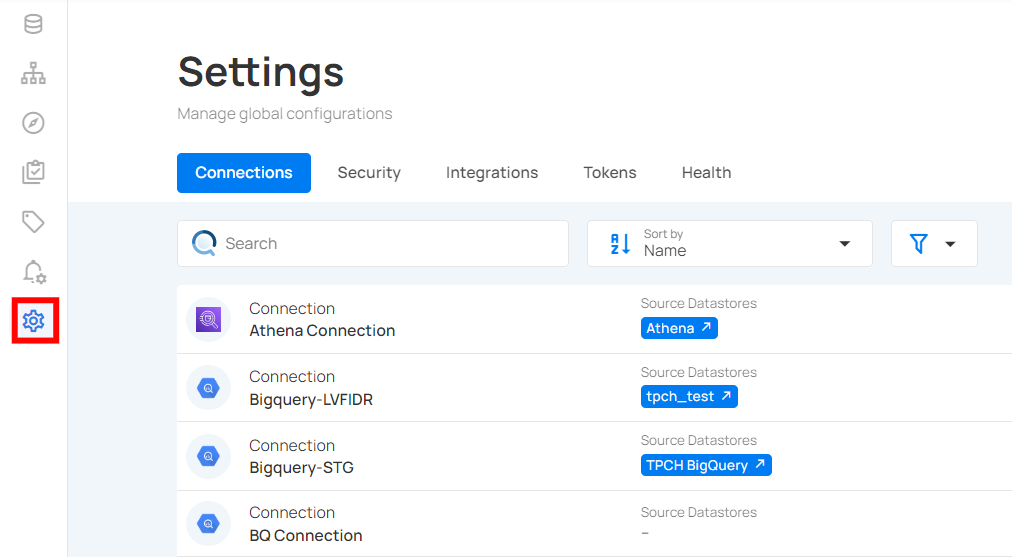 Settings
Manage global configurations
Connections
Security
Integrations
Tokens
Health
Search
A
Z
Sort by
Name
Connection
Athena Connection
Source Datastores
Athena
Connection
Bigquery-LVFIDR
Source Datastores
tpch_test
Connection
Bigquery-STG
Source Datastores
TPCH BigQuery
Connection
BQ Connection
Source Datastores
–